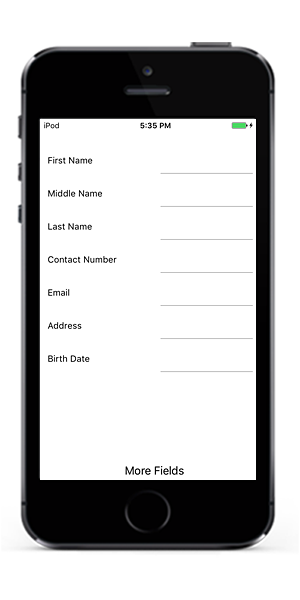 iPod 5:35 PM
First Name
Middle Name
Last Name
Contact Number
Email
Address
Birth Date
More Fields